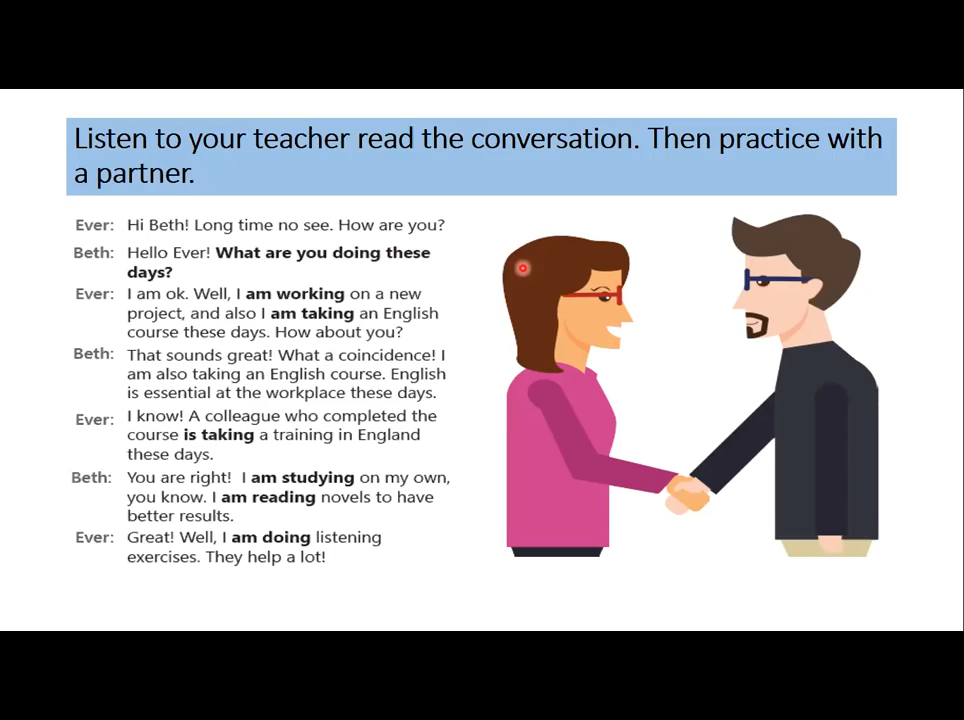 Listen to your teacher read the conversation. Then practice with
a partner.
Ever: Hi Beth! Long time no see. How are you?
Beth: Hello Ever! What are you doing these
days?
Ever: I am ok. Well, I am working on a new
project, and also I am taking an English
course these days. How about you?
Beth: That sounds great! What a coincidence! I
am also taking an English course. English
is essential at the workplace these days.
Ever: I know! A colleague who completed the
course is taking a training in England
these days.
Beth: You are right! I am studying on my own,
you know. I am reading novels to have
better results.
Ever: Great! Well, I am doing listening
exercises. They help a lot!